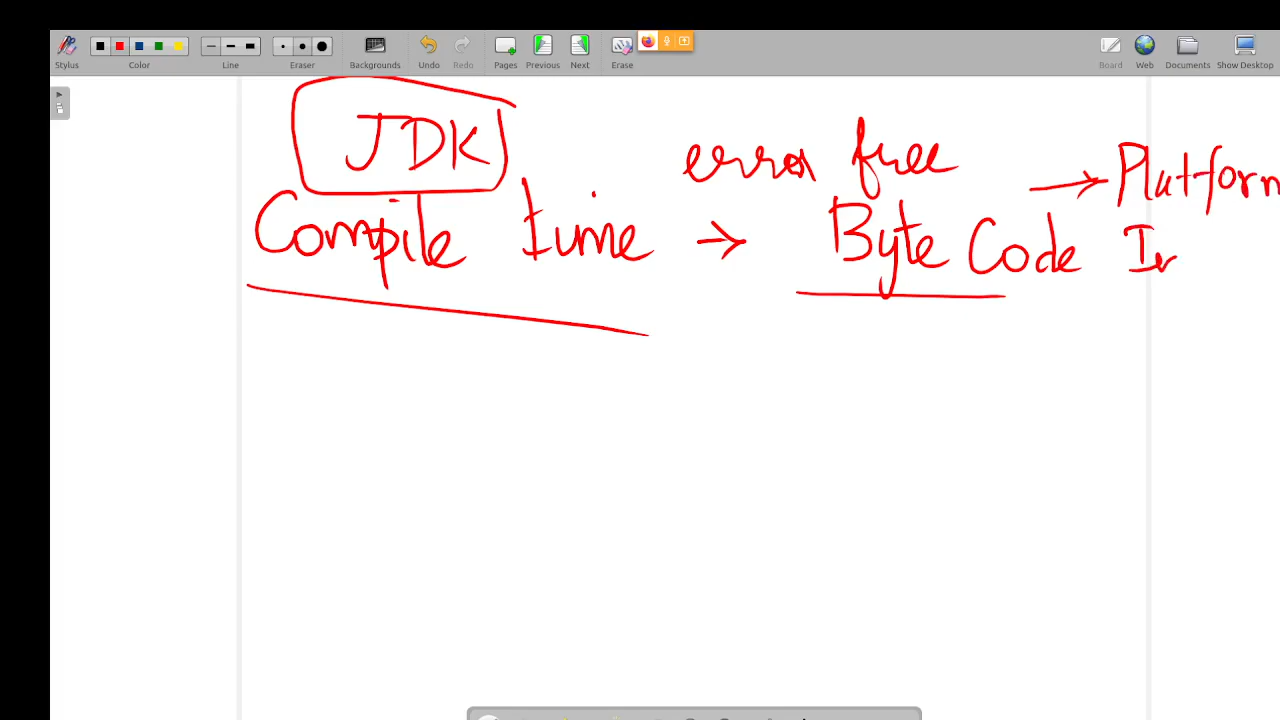 Stylus Color Line Eraser Backgrounds Undo Redo Pages Previous Next Erase Board Web Documents Show Desktop
JDK
error free → Platform
Compile time → Byte Code